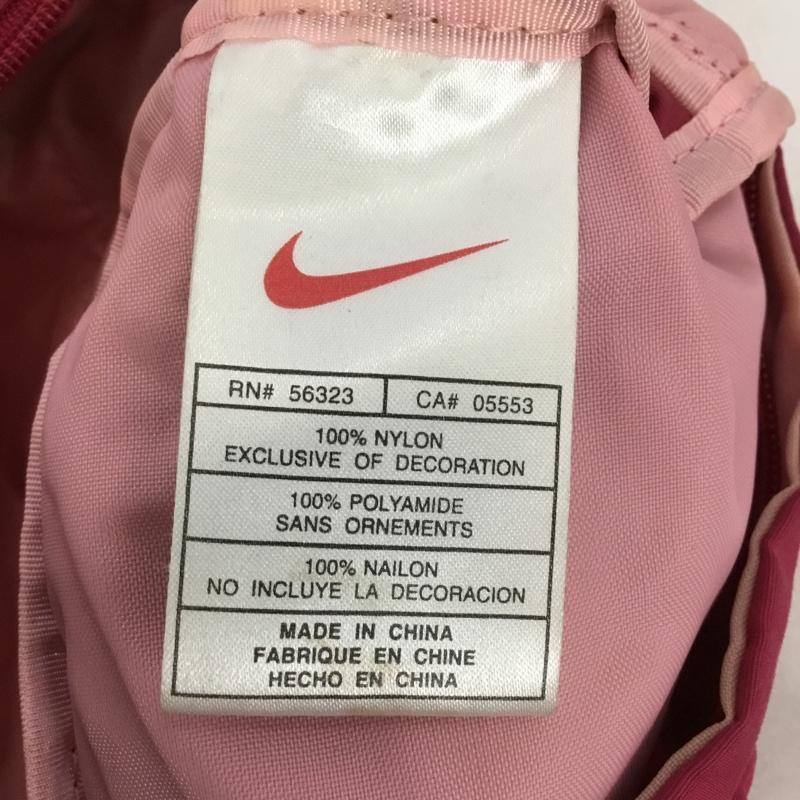 RN# 56323 CA# 05553
100% NYLON
EXCLUSIVE OF DECORATION
100% POLYAMIDE
SANS ORNEMENTS
100% NAILON
NO INCLUYE LA DECORACION
MADE IN CHINA
FABRIQUE EN CHINE
HECHO EN CHINA